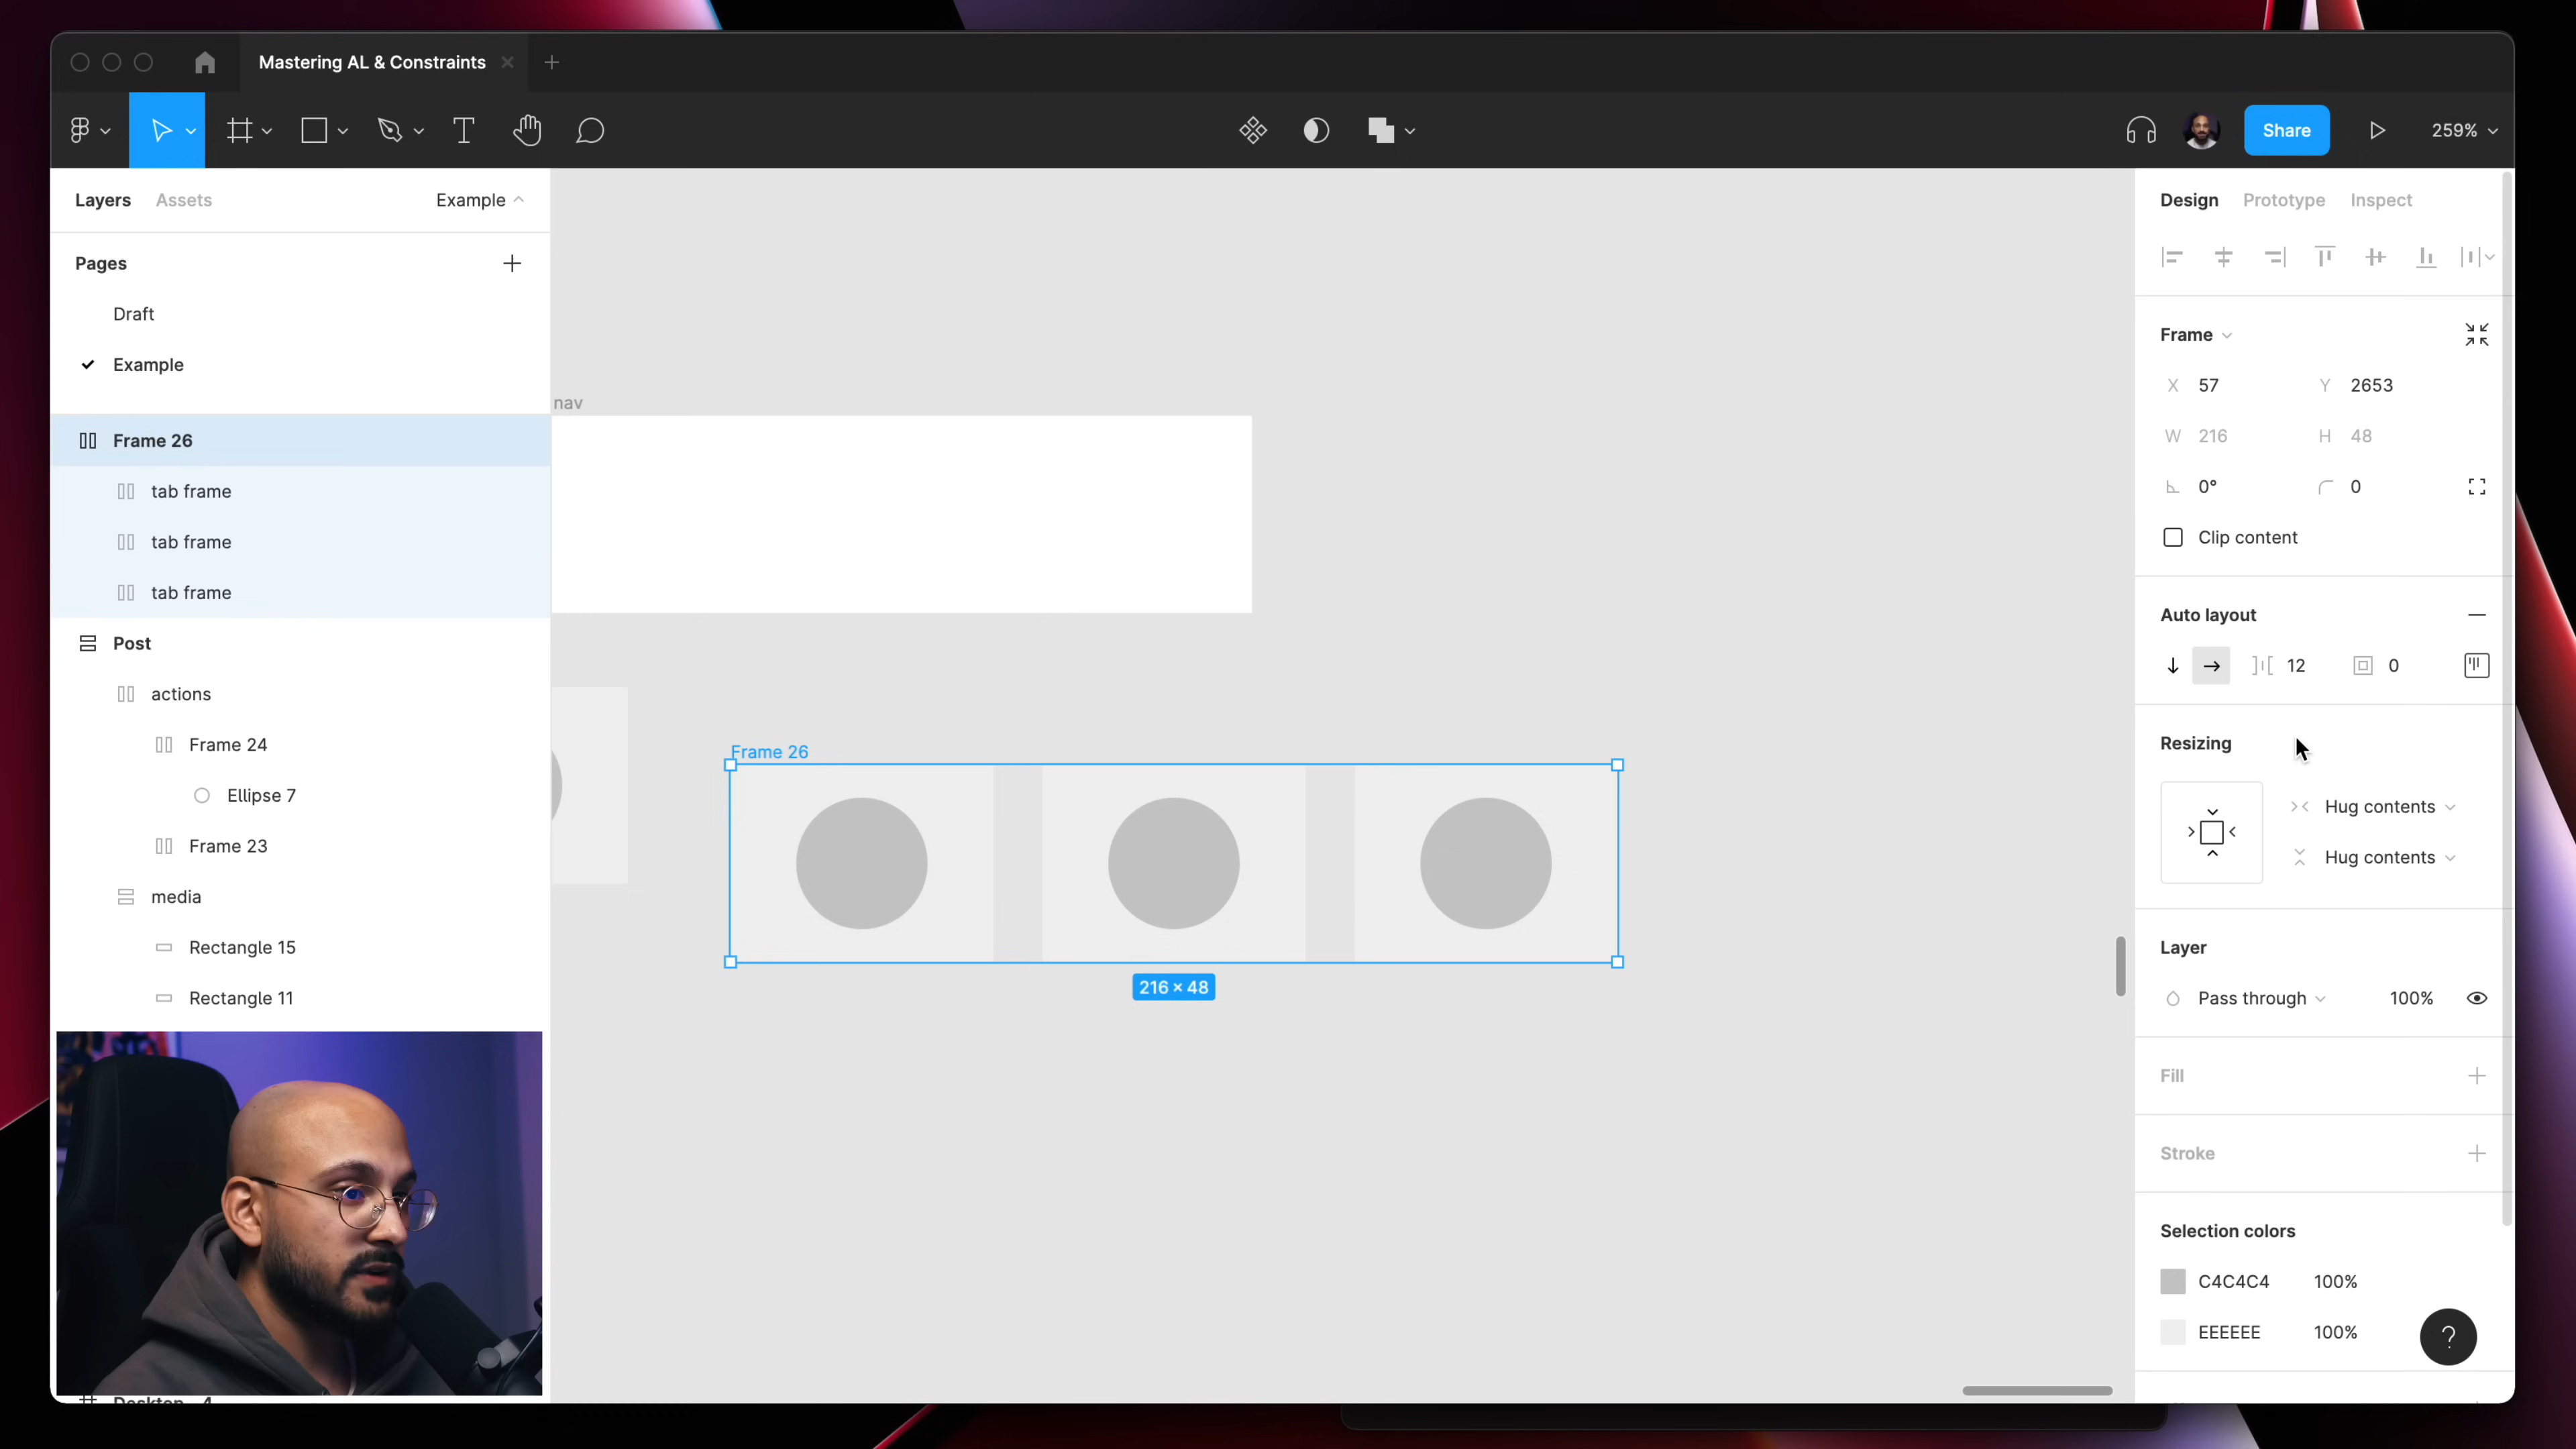 Mastering AL & Constraints
Share
259%
Layers
Assets
Example
Pages
Draft
Example
Frame 26
tab frame
tab frame
tab frame
Post
actions
Frame 24
Ellipse 7
Frame 23
media
Rectangle 15
Rectangle 11
nav
Frame 26
216 × 48
Design
Prototype
Inspect
Frame
X 57
Y 2653
W 216
H 48
0°
0
Clip content
Auto layout
12
0
Resizing
Hug contents
Hug contents
Layer
Pass through
100%
Fill
Stroke
Selection colors
C4C4C4
100%
EEEEEE
100%
?